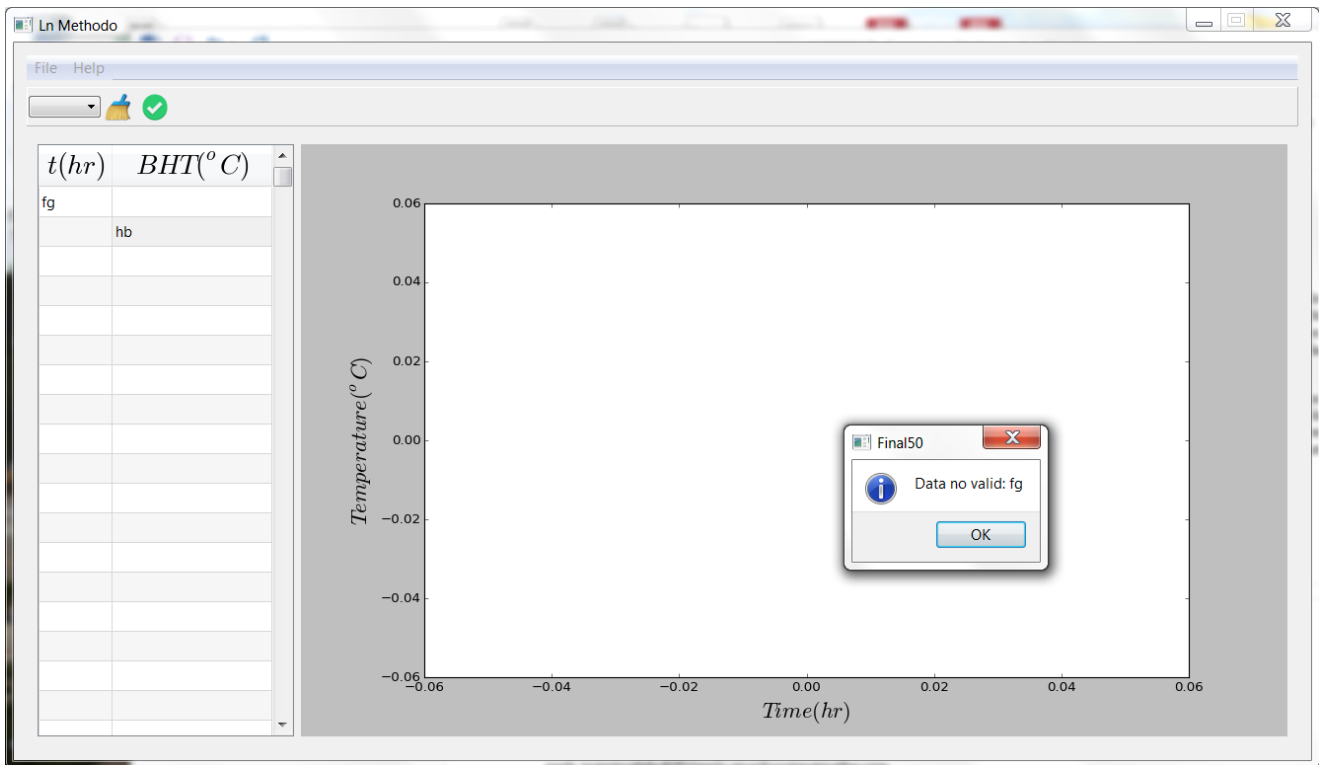 Ln Methodo
File Help
t(hr) BHT(°C)
fg
hb
0.06
0.04
0.02
0.00
−0.02
−0.04
−0.06
Temperature(°C)
−0.06 −0.04 −0.02 0.00 0.02 0.04 0.06
Time(hr)
Final50
Data no valid: fg
OK